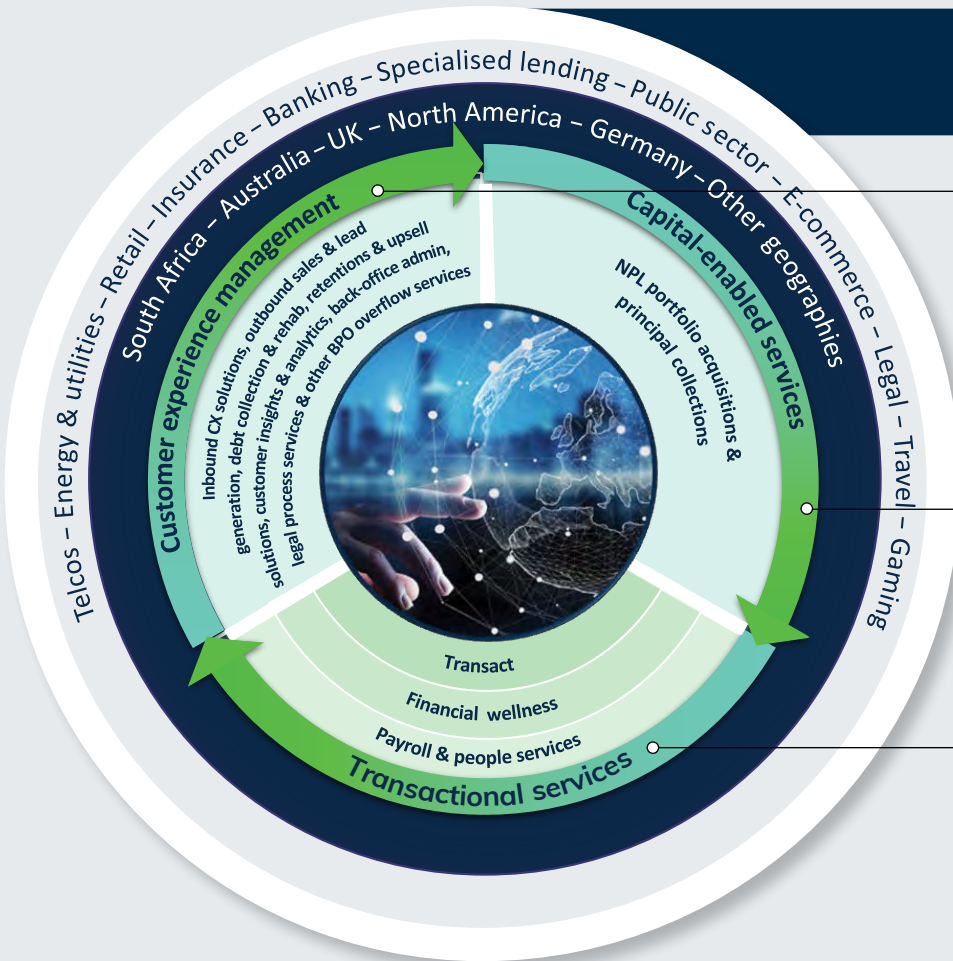 Telcos – Energy & utilities – Retail – Insurance – Banking – Specialised lending – Public sector – E-commerce – Legal – Travel – Gaming
South Africa – Australia – UK – North America – Germany – Other geographies
Customer experience management
Inbound CX solutions, outbound sales & lead
generation, debt collection & rehab, retentions & upsell
solutions, customer insights & analytics, back-office admin,
legal process services & other BPO overflow services
Capital-enabled services
NPL portfolio acquisitions &
principal collections
Transact
Financial wellness
Payroll & people services
Transactional services